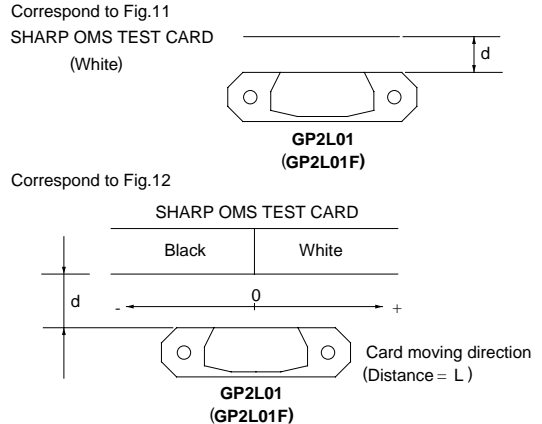 Correspond to Fig.11
SHARP OMS TEST CARD
(White)
d
GP2L01
(GP2L01F)
Correspond to Fig.12
SHARP OMS TEST CARD
Black White
d
- 0 +
Card moving direction
(Distance = L )
GP2L01
(GP2L01F)